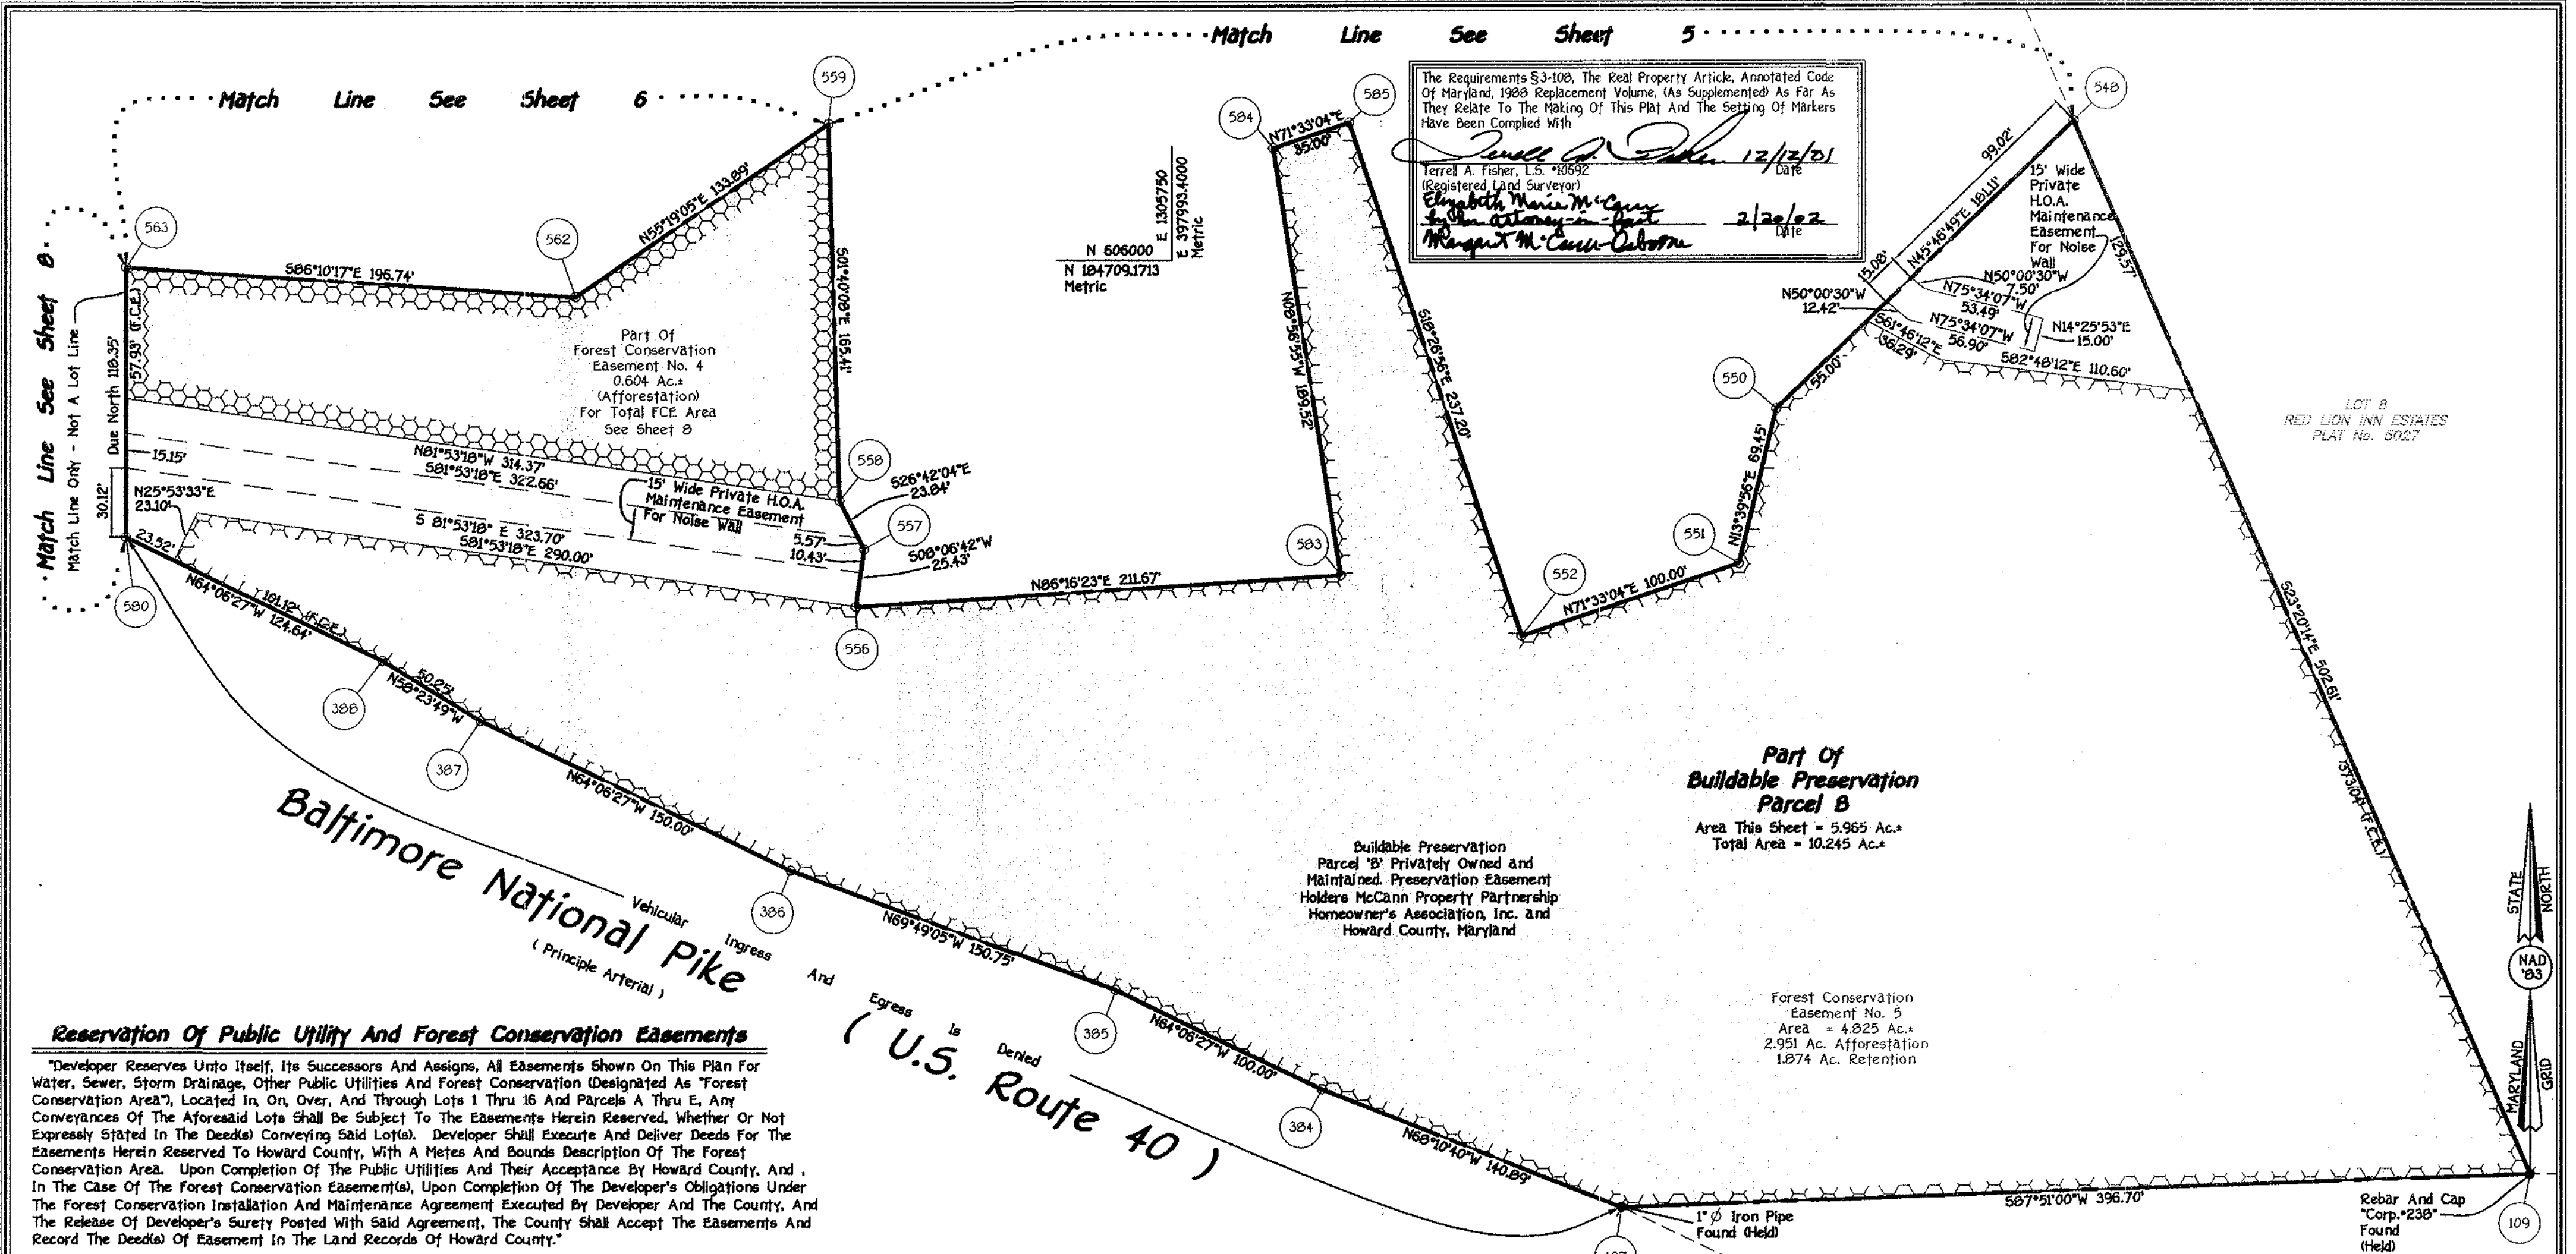 Match Line See Sheet 5
Match Line See Sheet 6
Match Line See Sheet 8
Match Line Only - Not A Lot Line
The Requirements §3-108, The Real Property Article, Annotated Code
Of Maryland, 1988 Replacement Volume, (As Supplemented) As Far As
They Relate To The Making Of This Plat And The Setting Of Markers
Have Been Complied With
12/12/01
Terrell A. Fisher, L.S. #10692
Date
(Registered Land Surveyor)
Elizabeth Marie McCann
by her attorney-in-fact
2/20/02
Date
563
562
559
584
585
548
S86°10'17"E 196.74'
N55°19'05"E 133.89'
S01°40'08"E 165.41'
Due North 118.35'
57.93' (F.C.E.)
30.12'
15.15'
Part Of
Forest Conservation
Easement No. 4
0.604 Ac.±
(Afforestation)
For Total FCE Area
See Sheet 8
N81°53'18"W 314.37'
S81°53'18"E 322.66'
S 81°53'18" E 323.70'
S81°53'18"E 290.00'
15' Wide Private H.O.A.
Maintenance Easement
For Noise Wall
N25°53'33"E
23.10'
23.52'
558
S26°42'04"E
23.84'
557
5.57'
10.43'
S08°06'42"W
25.43'
556
N86°16'23"E 211.67'
583
N 606000
E 1305750
N 184709.1713
Metric
E 397993.4000
Metric
N71°33'04"E
35.00'
N08°56'55"W 189.52'
S18°26'56"E 237.20'
552
N71°33'04"E 100.00'
551
N13°39'56"E 69.45'
550
55.00'
99.02'
N45°46'49"E 181.11'
15.08'
15' Wide
Private
H.O.A.
Maintenance
Easement
For Noise
Wall
129.57'
N50°00'30"W
7.50'
N75°34'07"W
53.49'
N50°00'30"W
12.42'
N75°34'07"W
56.90'
N14°25'53"E
15.00'
S61°46'12"E
36.29'
S82°48'12"E 110.60'
LOT 8
RED LION INN ESTATES
PLAT No. 5027
S23°20'14"E 502.61'
373.04' (F.C.E.)
580
101.12' (F.C.E.)
N64°06'27"W 124.64'
388
50.25'
N58°23'49"W
387
N64°06'27"W 150.00'
386
N69°49'05"W 150.75'
385
N64°06'27"W 100.00'
384
N68°10'40"W 140.89'
S87°51'00"W 396.70'
Part Of
Buildable Preservation
Parcel B
Area This Sheet = 5.965 Ac.±
Total Area = 10.245 Ac.±
Buildable Preservation
Parcel 'B' Privately Owned and
Maintained. Preservation Easement
Holders McCann Property Partnership
Homeowner's Association, Inc. and
Howard County, Maryland
Forest Conservation
Easement No. 5
Area = 4.825 Ac.±
2.951 Ac. Afforestation
1.874 Ac. Retention
Baltimore National Pike
( Principle Arterial )
Vehicular Ingress And Egress Is Denied
( U.S. Route 40 )
1" Ø Iron Pipe
Found (Held)
Rebar And Cap
"Corp.#238"
Found
(Held)
109
STATE NORTH
NAD
'83
MARYLAND GRID
Reservation Of Public Utility And Forest Conservation Easements
"Developer Reserves Unto Itself, Its Successors And Assigns, All Easements Shown On This Plan For
Water, Sewer, Storm Drainage, Other Public Utilities And Forest Conservation (Designated As "Forest
Conservation Area"), Located In, On, Over, And Through Lots 1 Thru 16 And Parcels A Thru E, Any
Conveyances Of The Aforesaid Lots Shall Be Subject To The Easements Herein Reserved, Whether Or Not
Expressly Stated In The Deed(s) Conveying Said Lot(s). Developer Shall Execute And Deliver Deeds For The
Easements Herein Reserved To Howard County, With A Metes And Bounds Description Of The Forest
Conservation Area. Upon Completion Of The Public Utilities And Their Acceptance By Howard County, And ,
In The Case Of The Forest Conservation Easement(s), Upon Completion Of The Developer's Obligations Under
The Forest Conservation Installation And Maintenance Agreement Executed By Developer And The County, And
The Release Of Developer's Surety Posted With Said Agreement, The County Shall Accept The Easements And
Record The Deed(s) Of Easement In The Land Records Of Howard County."